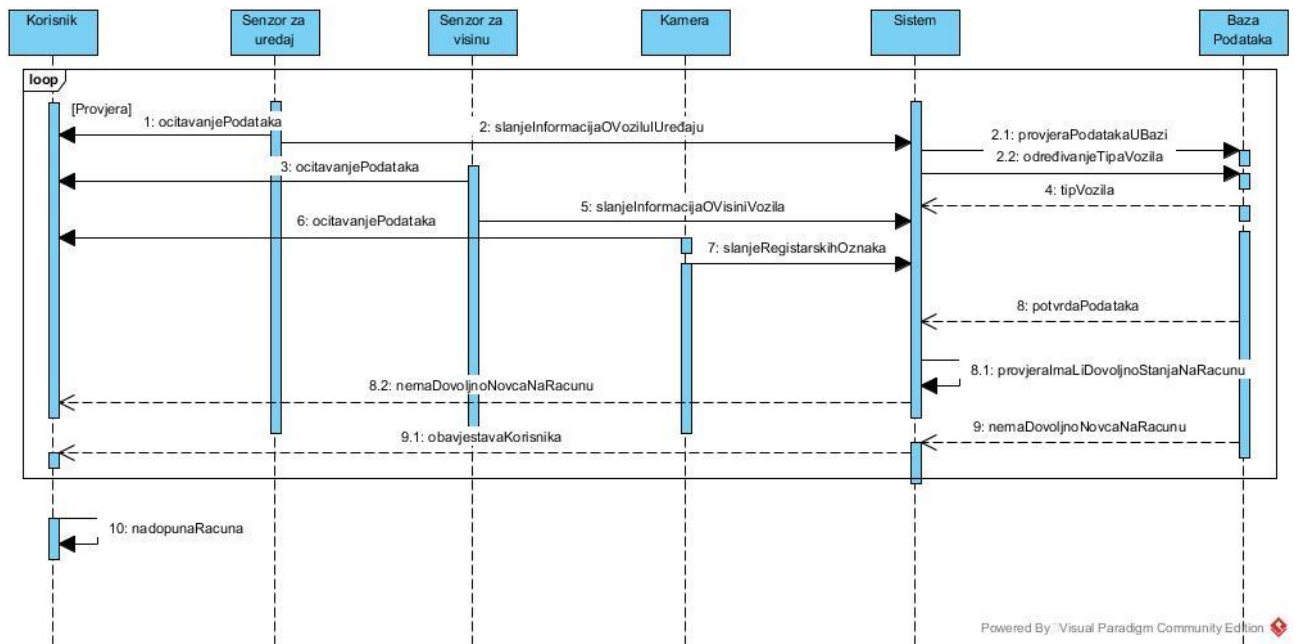 Korisnik
Senzor za
uređaj
Senzor za
visinu
Kamera
Sistem
Baza
Podataka
loop
[Provjera]
1: ocitavanjePodataka
2: slanjeInformacijaOVoziluIUređaju
2.1: provjeraPodatakaUBazi
2.2: određivanjeTipaVozila
3: ocitavanjePodataka
4: tipVozila
5: slanjeInformacijaOVisiniVozila
6: ocitavanjePodataka
7: slanjeRegistarskihOznaka
8: potvrdaPodataka
8.1: provjeraImaLiDovoljnoStanjaNaRacunu
8.2: nemaDovoljnoNovcaNaRacunu
9: nemaDovoljnoNovcaNaRacunu
9.1: obavjestavaKorisnika
10: nadopunaRacuna
Powered By Visual Paradigm Community Edition